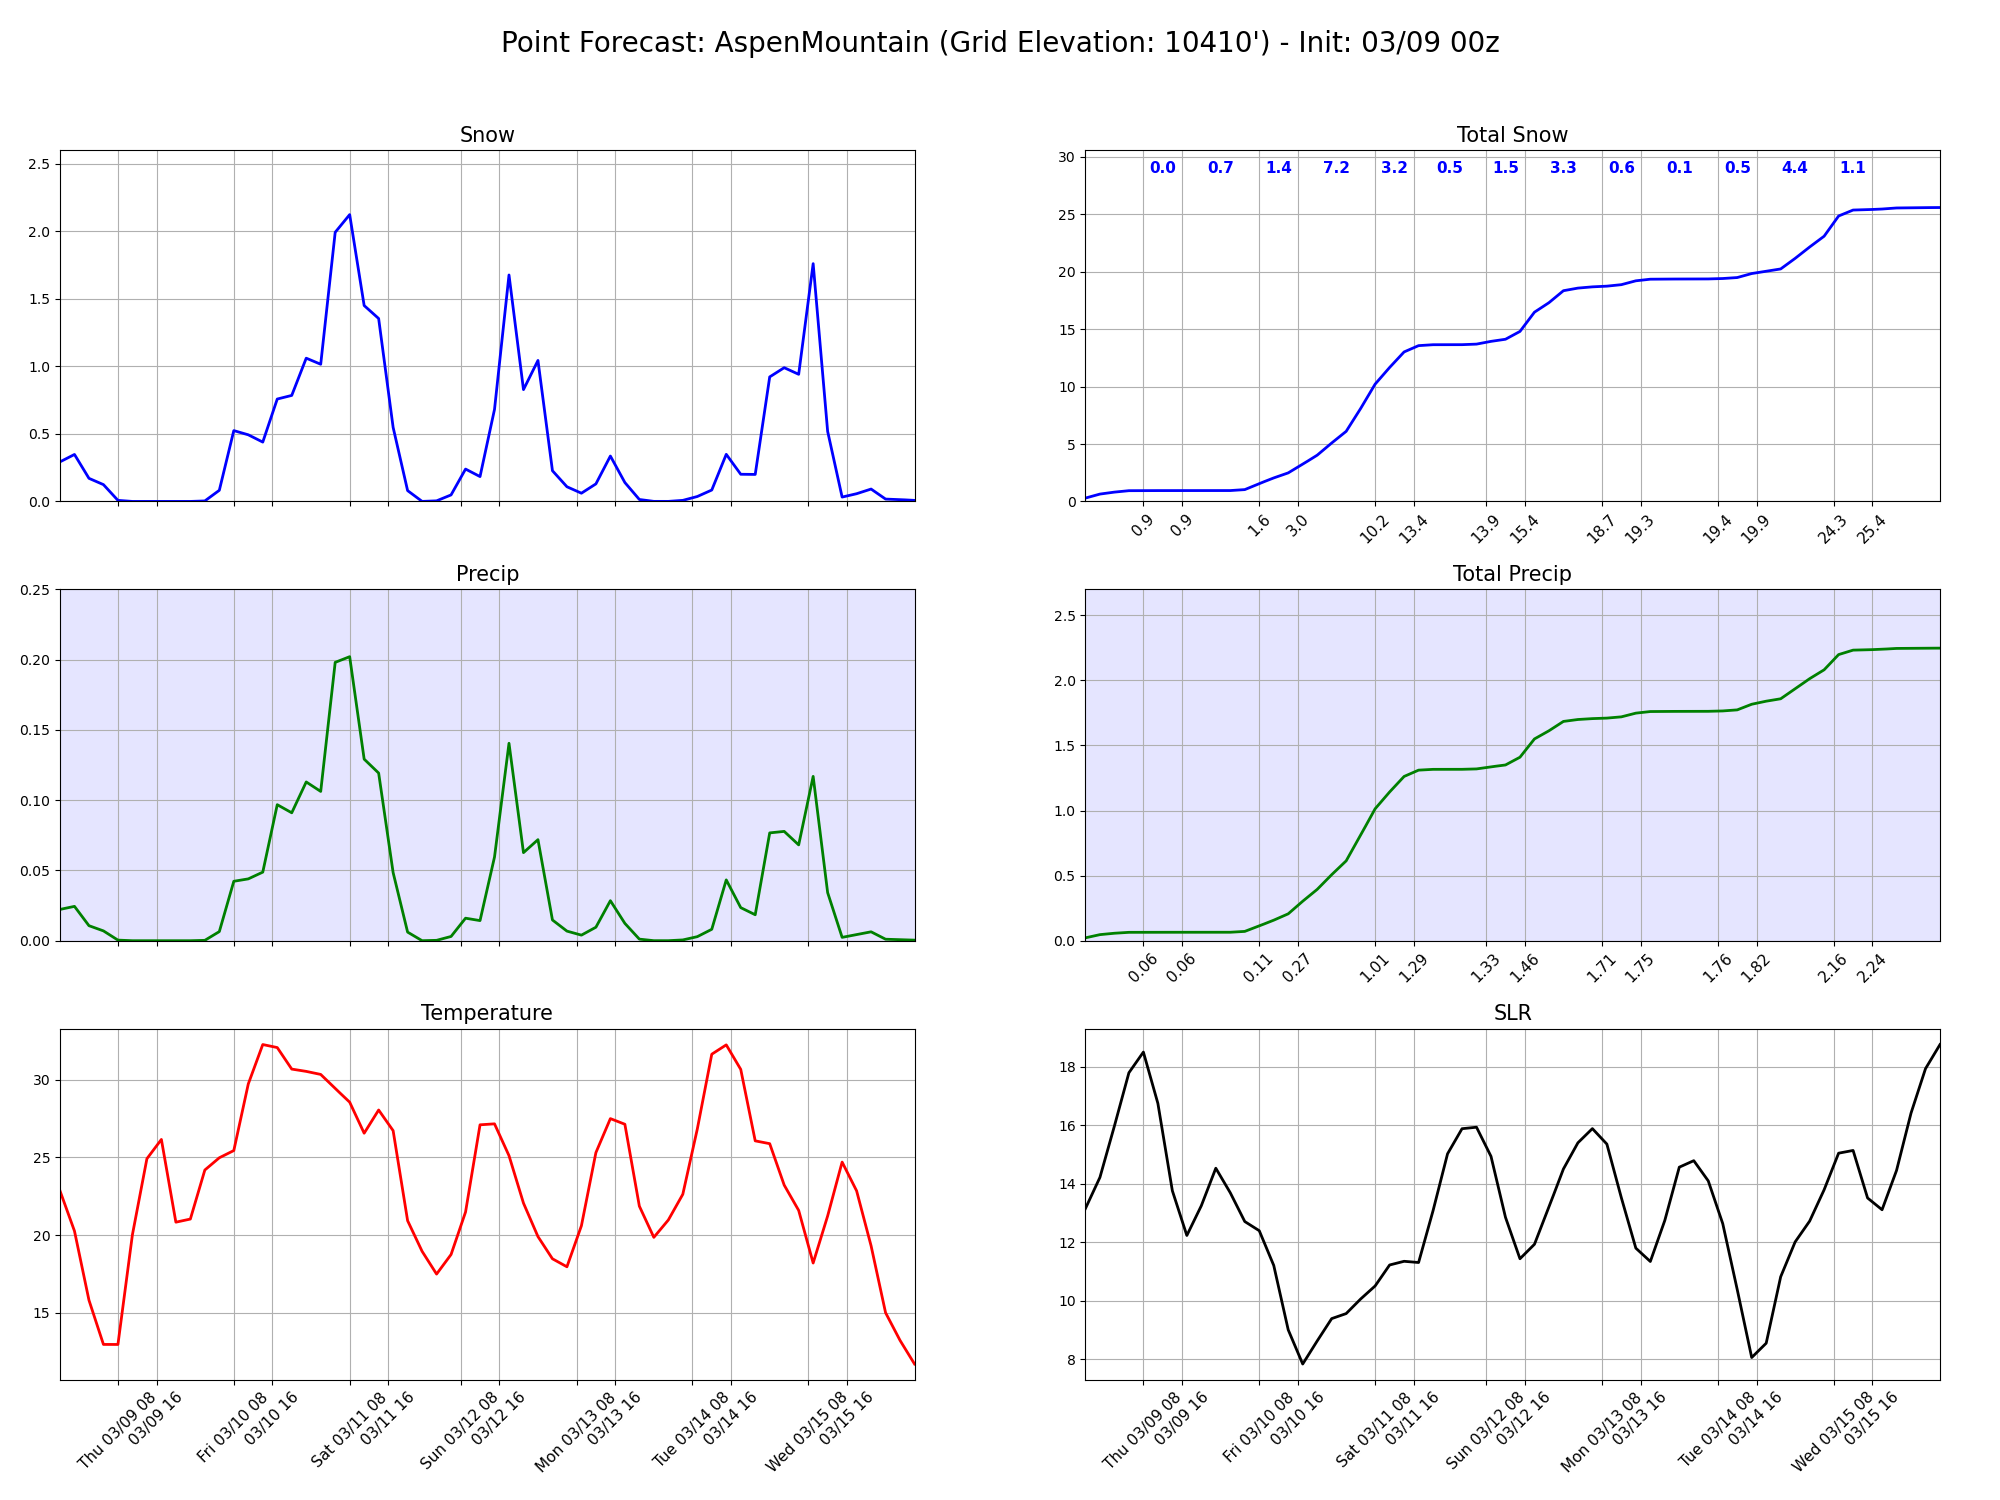 Point Forecast: AspenMountain (Grid Elevation: 10410') - Init: 03/09 00z
Snow
2.5
2.0
1.5
1.0
0.5
0.0
Total Snow
0.0 0.7 1.4 7.2 3.2 0.5 1.5 3.3 0.6 0.1 0.5 4.4 1.1
30
25
20
15
10
5
0
0.9 0.9 1.6 3.0 10.2 13.4 13.9 15.4 18.7 19.3 19.4 19.9 24.3 25.4
Precip
0.25
0.20
0.15
0.10
0.05
0.00
Total Precip
2.5
2.0
1.5
1.0
0.5
0.0
0.06 0.06 0.11 0.27 1.01 1.29 1.33 1.46 1.71 1.75 1.76 1.82 2.16 2.24
Temperature
30
25
20
15
Thu 03/09 08
03/09 16
Fri 03/10 08
03/10 16
Sat 03/11 08
03/11 16
Sun 03/12 08
03/12 16
Mon 03/13 08
03/13 16
Tue 03/14 08
03/14 16
Wed 03/15 08
03/15 16
SLR
18
16
14
12
10
8
Thu 03/09 08
03/09 16
Fri 03/10 08
03/10 16
Sat 03/11 08
03/11 16
Sun 03/12 08
03/12 16
Mon 03/13 08
03/13 16
Tue 03/14 08
03/14 16
Wed 03/15 08
03/15 16